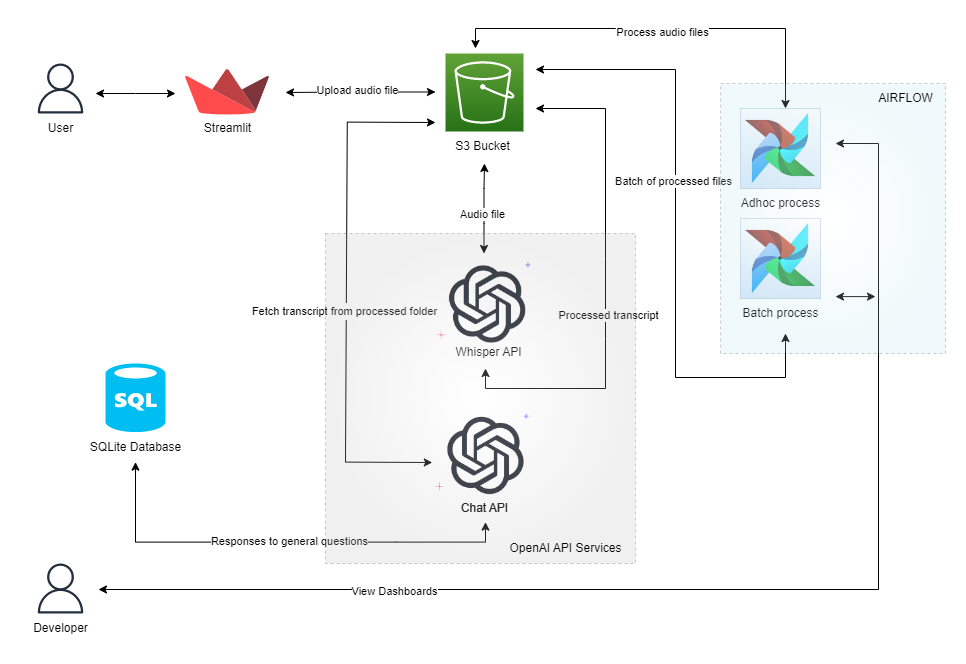 Process audio files
AIRFLOW
User
Streamlit
Upload audio file
S3 Bucket
Batch of processed files
Adhoc process
Audio file
Fetch transcript from processed folder
Processed transcript
Batch process
Whisper API
SQL
SQLite Database
Chat API
Responses to general questions
OpenAI API Services
View Dashboards
Developer